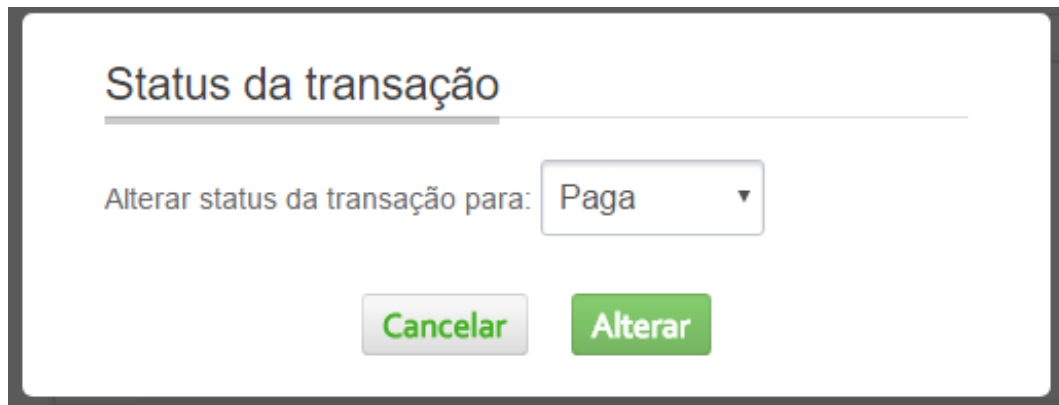 Status da transação
Alterar status da transação para: Paga
Cancelar Alterar